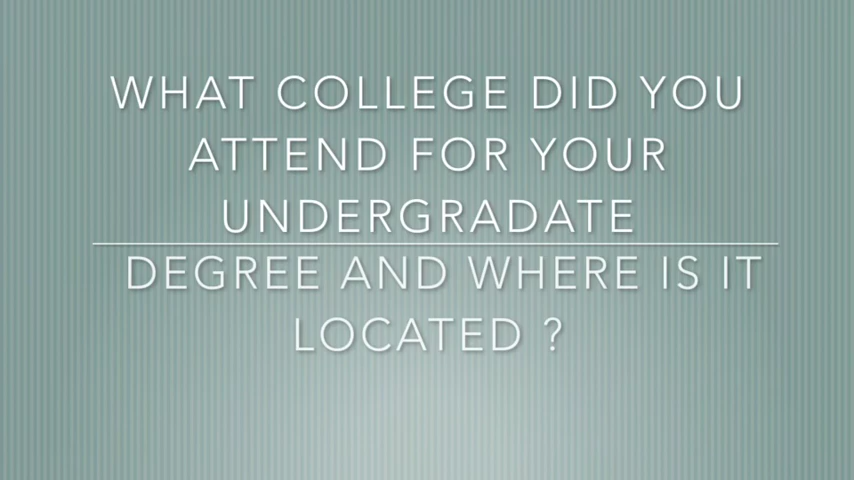 WHAT COLLEGE DID YOU
ATTEND FOR YOUR
UNDERGRADATE
DEGREE AND WHERE IS IT
LOCATED ?